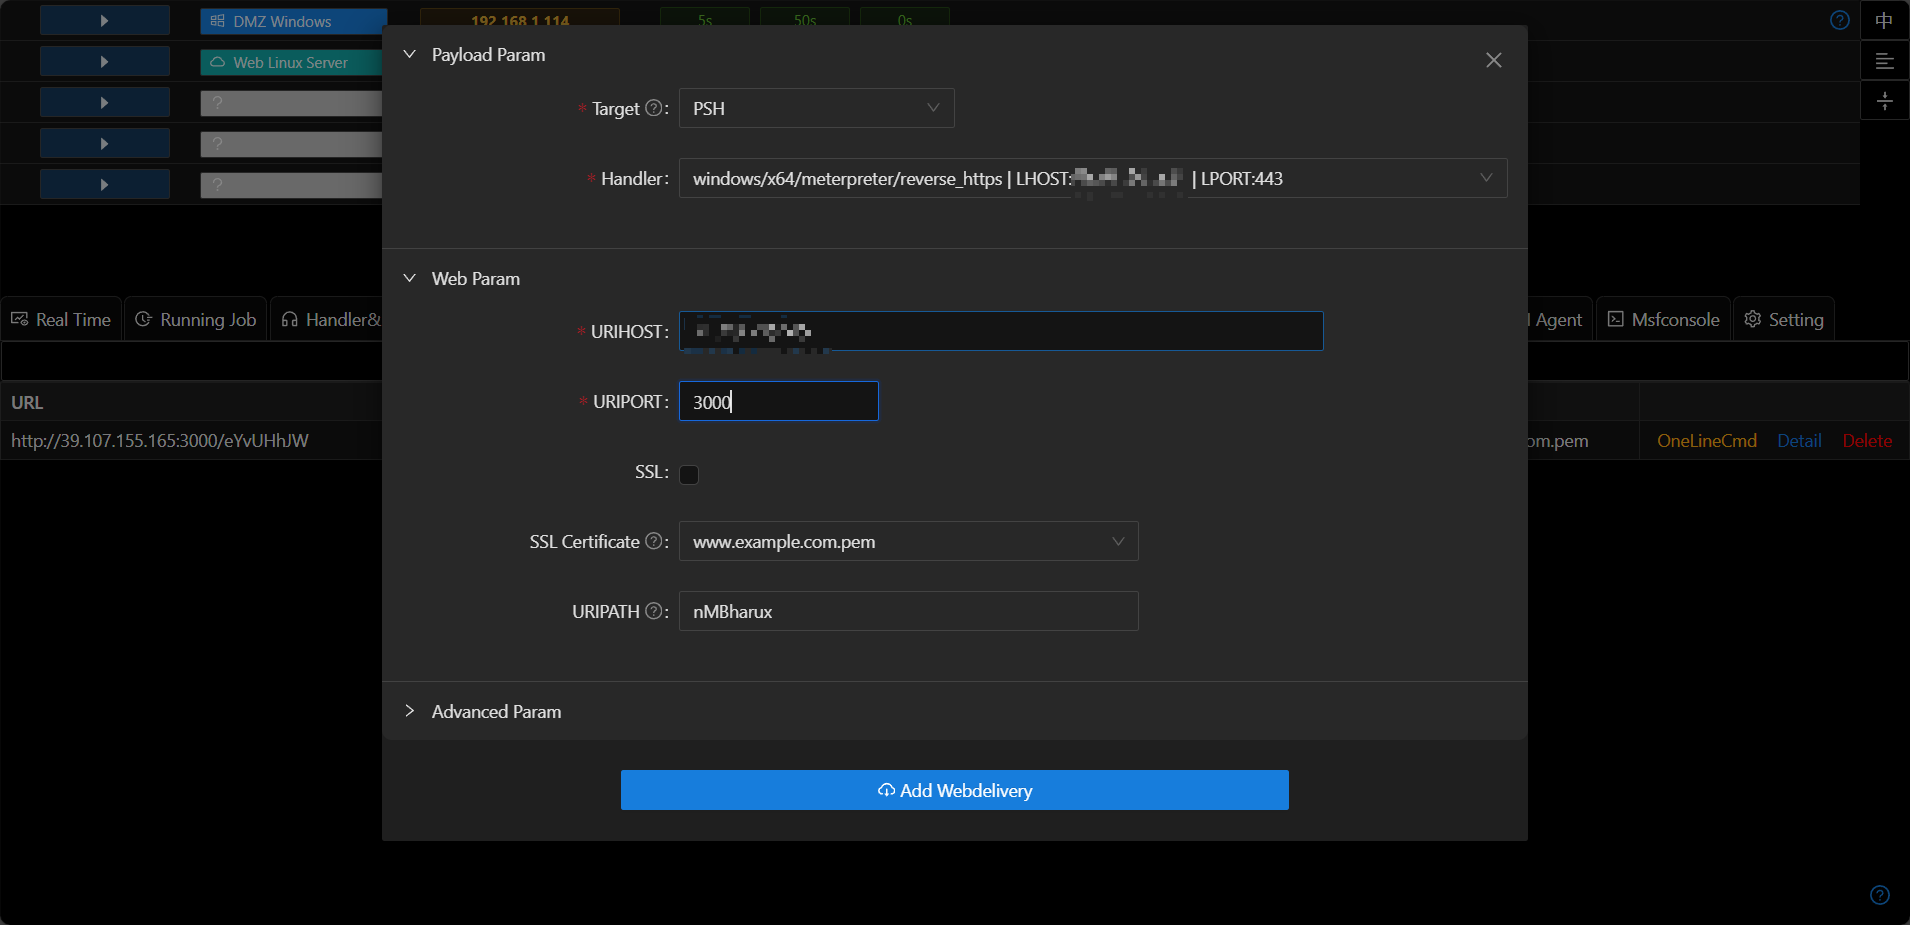 DMZ Windows
192.168.1.114
5s
50s
0s
中
Web Linux Server
?
?
?
Payload Param
* Target ? : PSH
* Handler: windows/x64/meterpreter/reverse_https | LHOST: | LPORT:443
Web Param
* URIHOST:
* URIPORT: 3000
SSL:
SSL Certificate ? : www.example.com.pem
URIPATH ? : nMBharux
Advanced Param
Add Webdelivery
Real Time
Running Job
Handler&
Agent
Msfconsole
Setting
URL
http://39.107.155.165:3000/eYvUHhJW
om.pem
OneLineCmd
Detail
Delete